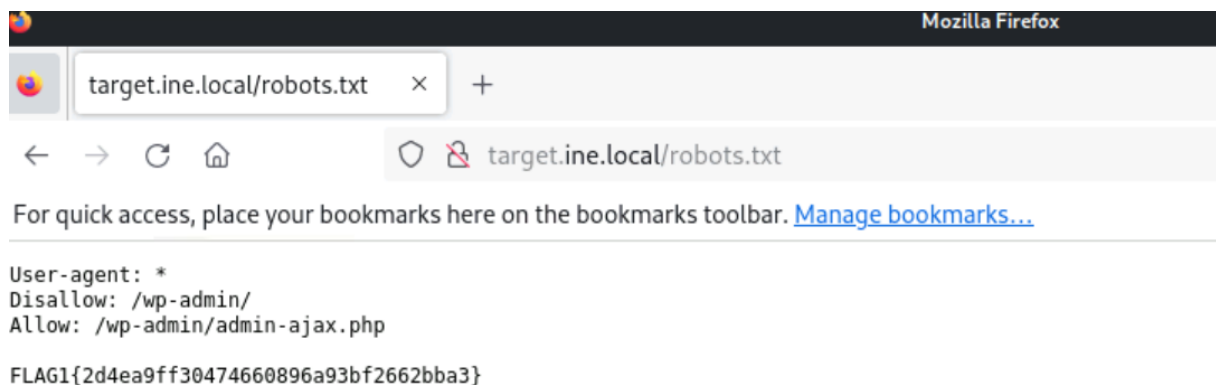 Mozilla Firefox
target.ine.local/robots.txt
target.ine.local/robots.txt
For quick access, place your bookmarks here on the bookmarks toolbar. Manage bookmarks...
User-agent: *
Disallow: /wp-admin/
Allow: /wp-admin/admin-ajax.php
FLAG1{2d4ea9ff30474660896a93bf2662bba3}